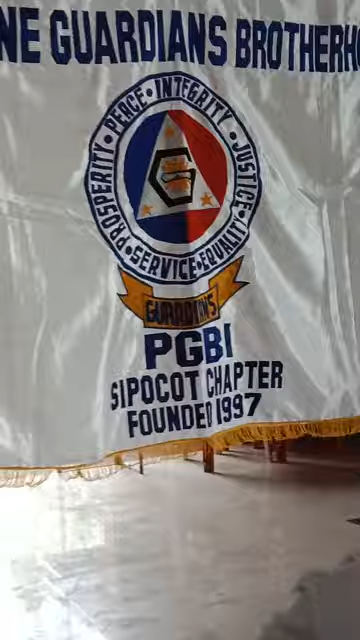 NE GUARDIANS BROTHERHO
PEACE • INTEGRITY • JUSTICE • EQUALITY • SERVICE • PROSPERITY •
G
GUARDIANS
PGBI
SIPOCOT CHAPTER
FOUNDED 1997